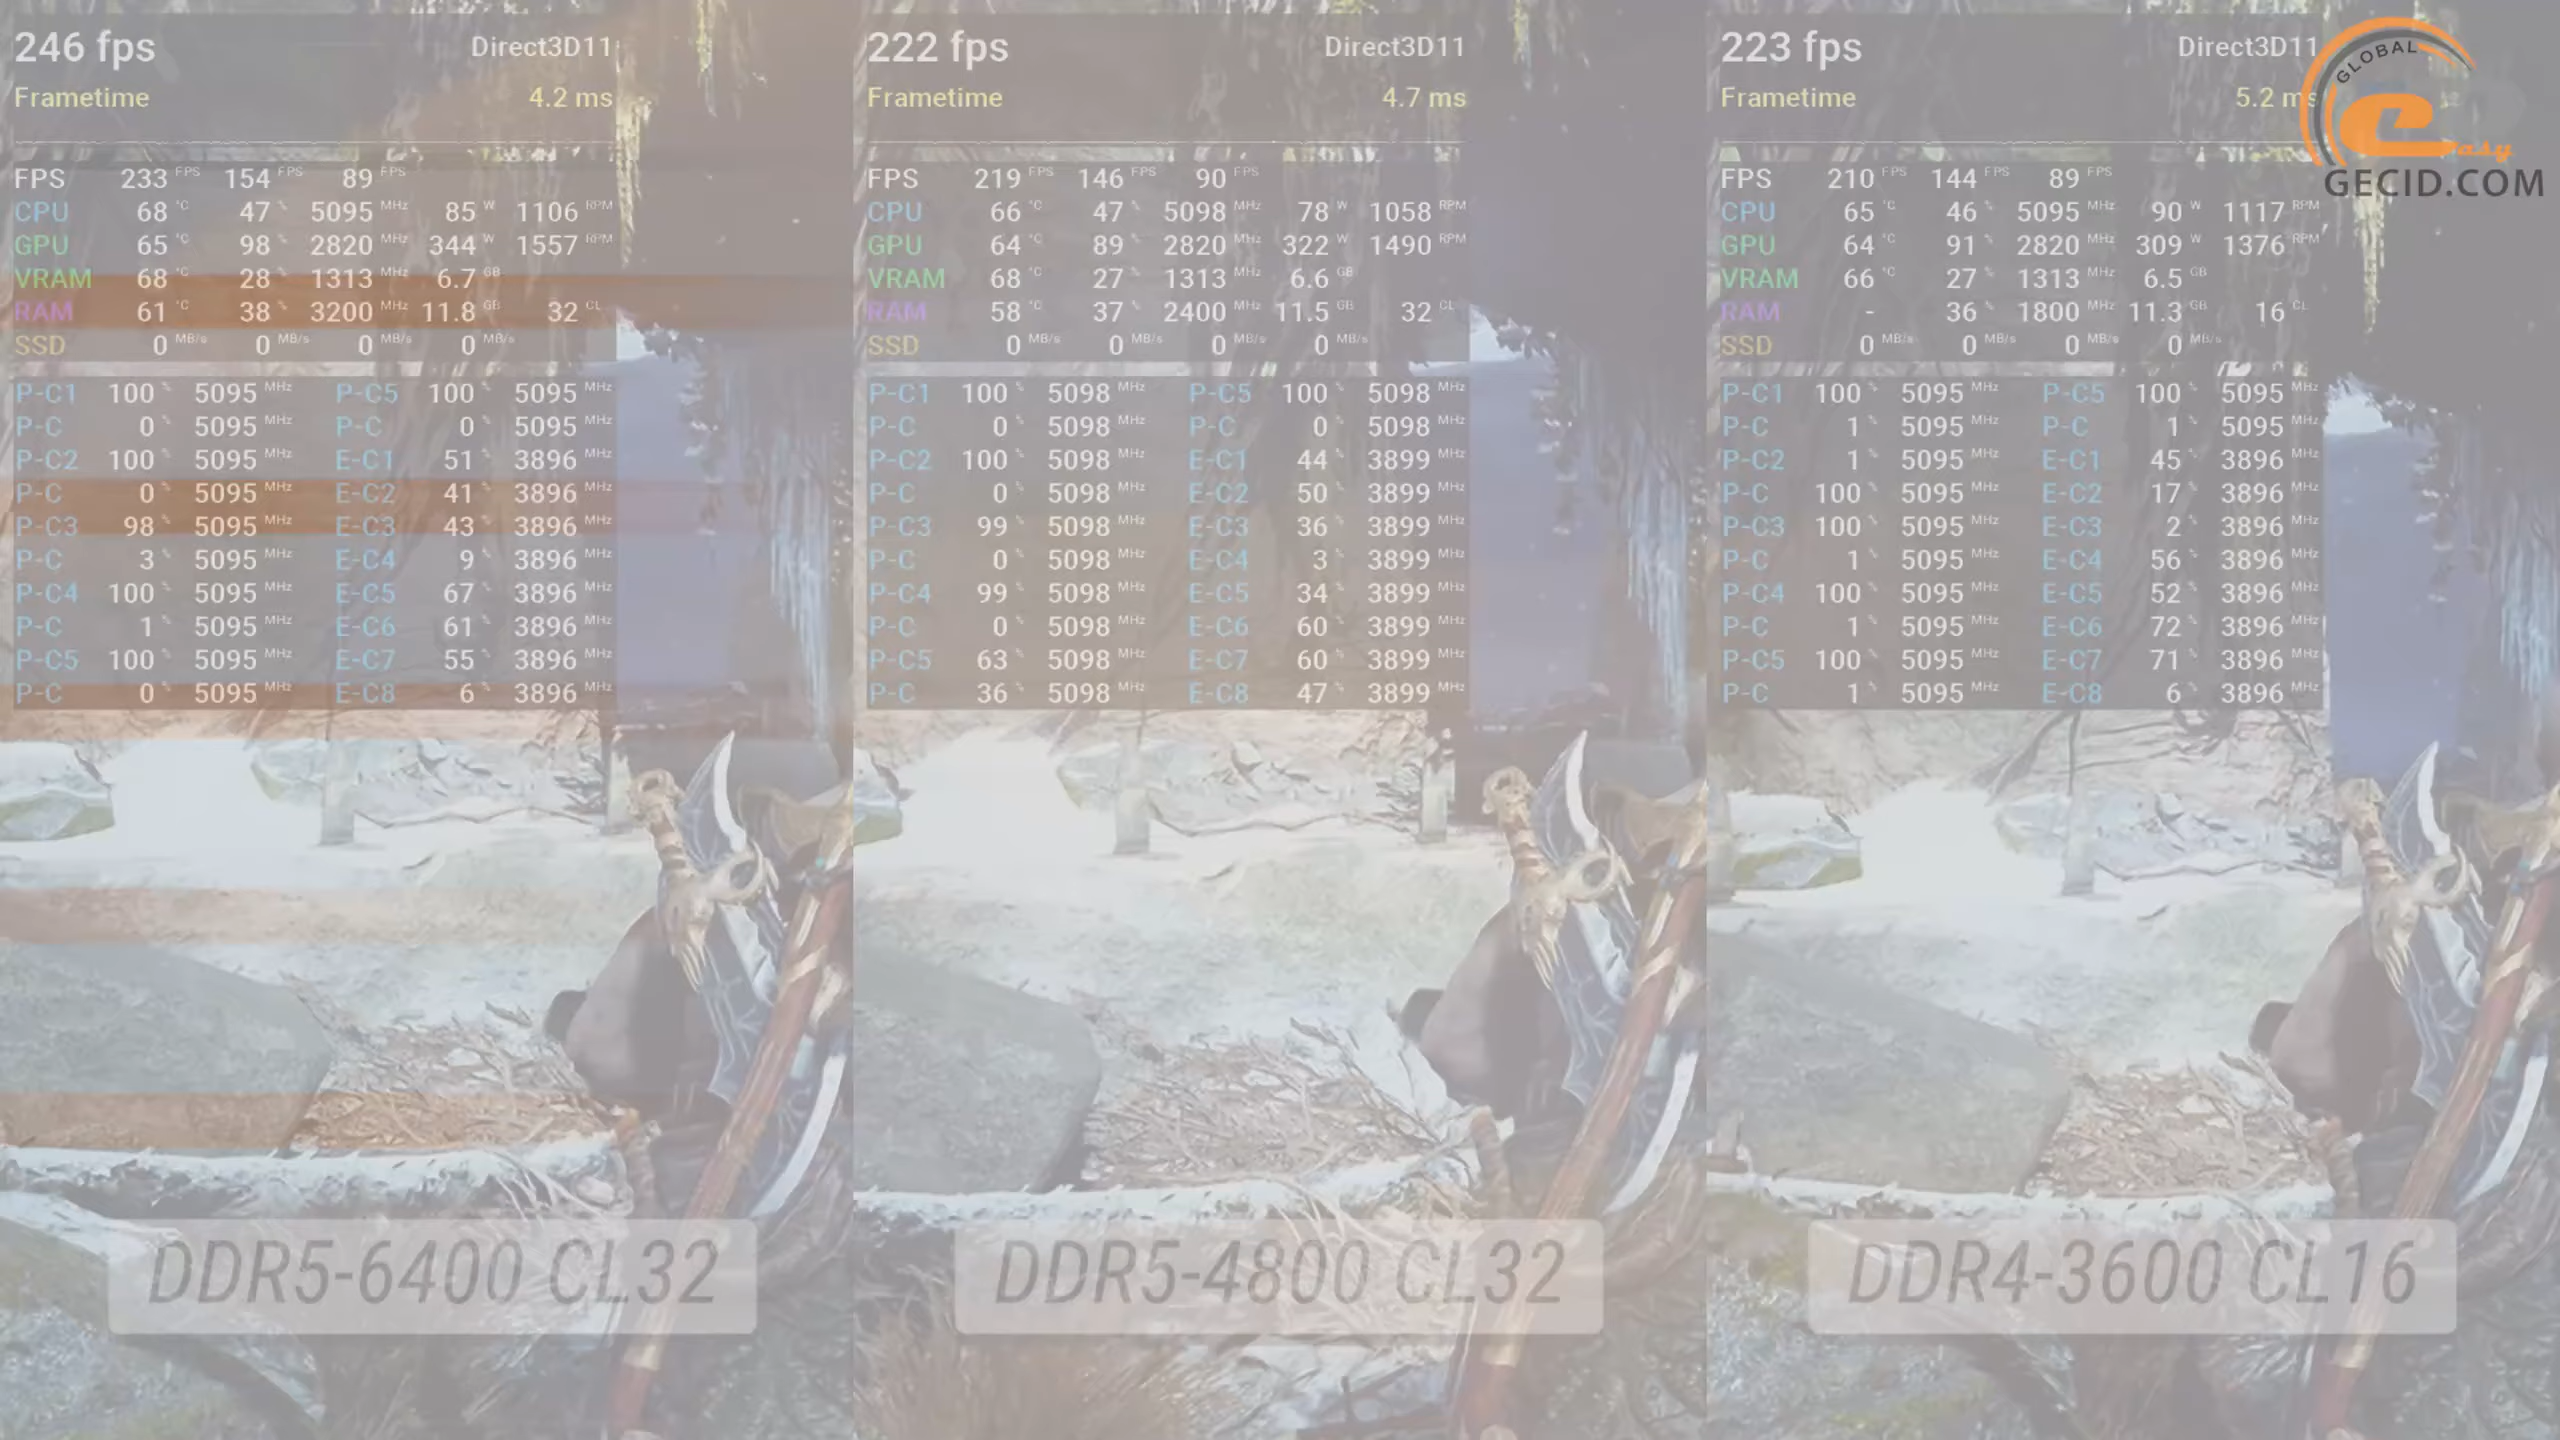 246 fps Direct3D11
Frametime 4.2 ms
FPS 233 FPS 154 FPS 89 FPS
CPU 68 °C 47 % 5095 MHz 85 W 1106 RPM
GPU 65 °C 98 % 2820 MHz 344 W 1557 RPM
VRAM 68 °C 28 % 1313 MHz 6.7 GB
RAM 61 °C 38 % 3200 MHz 11.8 GB 32 CL
SSD 0 MB/s 0 MB/s 0 MB/s 0 MB/s
P-C1 100 % 5095 MHz P-C5 100 % 5095 MHz
P-C 0 % 5095 MHz P-C 0 % 5095 MHz
P-C2 100 % 5095 MHz E-C1 51 % 3896 MHz
P-C 0 % 5095 MHz E-C2 41 % 3896 MHz
P-C3 98 % 5095 MHz E-C3 43 % 3896 MHz
P-C 3 % 5095 MHz E-C4 9 % 3896 MHz
P-C4 100 % 5095 MHz E-C5 67 % 3896 MHz
P-C 1 % 5095 MHz E-C6 61 % 3896 MHz
P-C5 100 % 5095 MHz E-C7 55 % 3896 MHz
P-C 0 % 5095 MHz E-C8 6 % 3896 MHz
DDR5-6400 CL32
222 fps Direct3D11
Frametime 4.7 ms
FPS 219 FPS 146 FPS 90 FPS
CPU 66 °C 47 % 5098 MHz 78 W 1058 RPM
GPU 64 °C 89 % 2820 MHz 322 W 1490 RPM
VRAM 68 °C 27 % 1313 MHz 6.6 GB
RAM 58 °C 37 % 2400 MHz 11.5 GB 32 CL
SSD 0 MB/s 0 MB/s 0 MB/s 0 MB/s
P-C1 100 % 5098 MHz P-C5 100 % 5098 MHz
P-C 0 % 5098 MHz P-C 0 % 5098 MHz
P-C2 100 % 5098 MHz E-C1 44 % 3899 MHz
P-C 0 % 5098 MHz E-C2 50 % 3899 MHz
P-C3 99 % 5098 MHz E-C3 36 % 3899 MHz
P-C 0 % 5098 MHz E-C4 3 % 3899 MHz
P-C4 99 % 5098 MHz E-C5 34 % 3899 MHz
P-C 0 % 5098 MHz E-C6 60 % 3899 MHz
P-C5 63 % 5098 MHz E-C7 60 % 3899 MHz
P-C 36 % 5098 MHz E-C8 47 % 3899 MHz
DDR5-4800 CL32
223 fps Direct3D11
Frametime 5.2 ms
FPS 210 FPS 144 FPS 89 FPS
CPU 65 °C 46 % 5095 MHz 90 W 1117 RPM
GPU 64 °C 91 % 2820 MHz 309 W 1376 RPM
VRAM 66 °C 27 % 1313 MHz 6.5 GB
RAM - 36 % 1800 MHz 11.3 GB 16 CL
SSD 0 MB/s 0 MB/s 0 MB/s 0 MB/s
P-C1 100 % 5095 MHz P-C5 100 % 5095 MHz
P-C 1 % 5095 MHz P-C 1 % 5095 MHz
P-C2 1 % 5095 MHz E-C1 45 % 3896 MHz
P-C 100 % 5095 MHz E-C2 17 % 3896 MHz
P-C3 100 % 5095 MHz E-C3 2 % 3896 MHz
P-C 1 % 5095 MHz E-C4 56 % 3896 MHz
P-C4 100 % 5095 MHz E-C5 52 % 3896 MHz
P-C 1 % 5095 MHz E-C6 72 % 3896 MHz
P-C5 100 % 5095 MHz E-C7 71 % 3896 MHz
P-C 1 % 5095 MHz E-C8 6 % 3896 MHz
DDR4-3600 CL16
GLOBAL
easy
GECID.COM